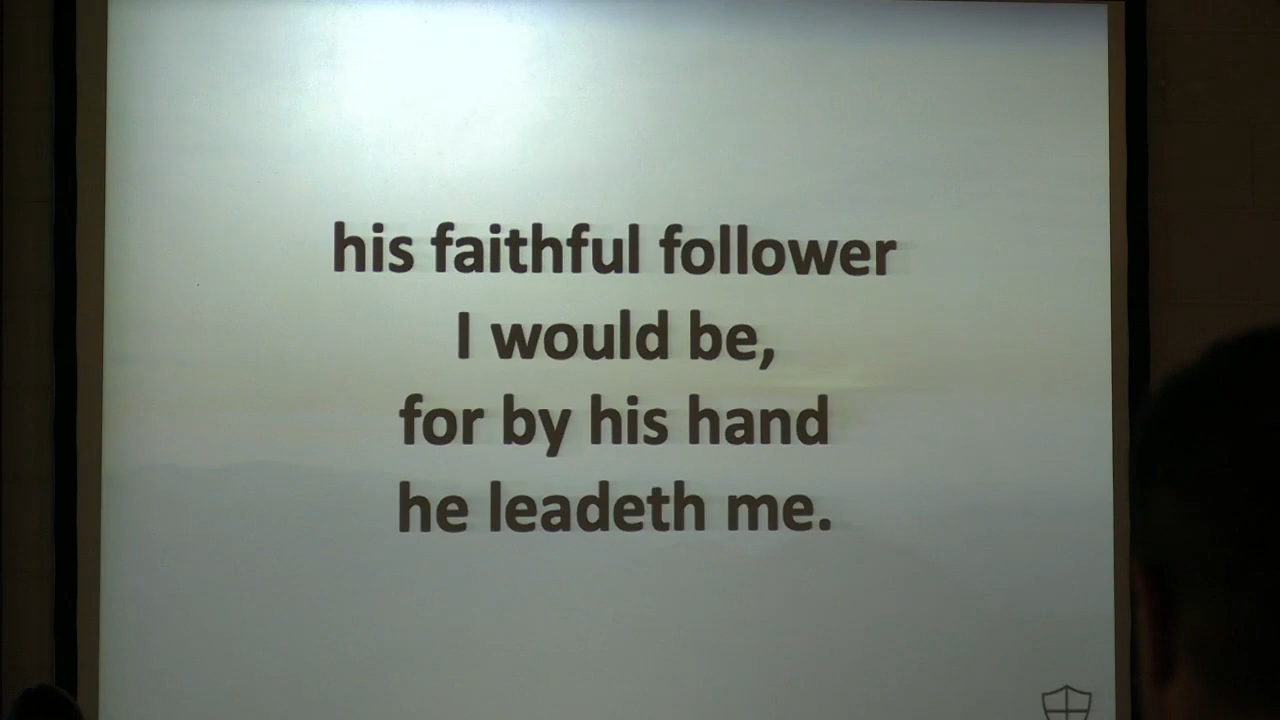 his faithful follower
I would be,
for by his hand
he leadeth me.